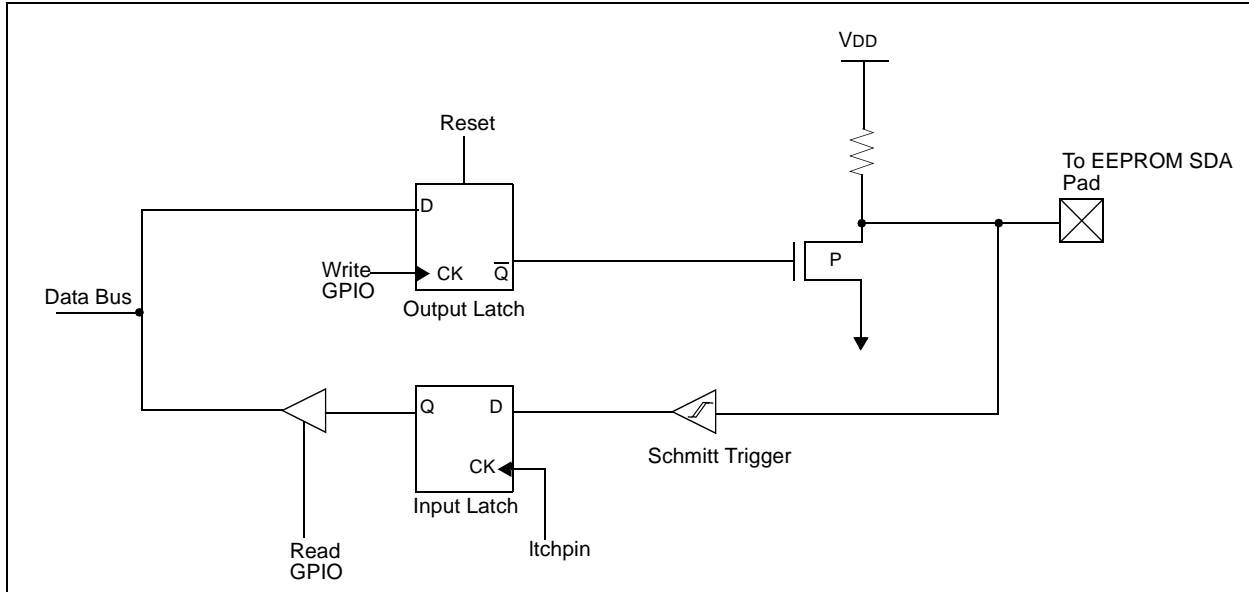 VDD
Reset
To EEPROM SDA
Pad
D
P
Write
GPIO
CK
Q
Data Bus
Output Latch
Q
D
Schmitt Trigger
CK
Input Latch
Read
GPIO
ltchpin